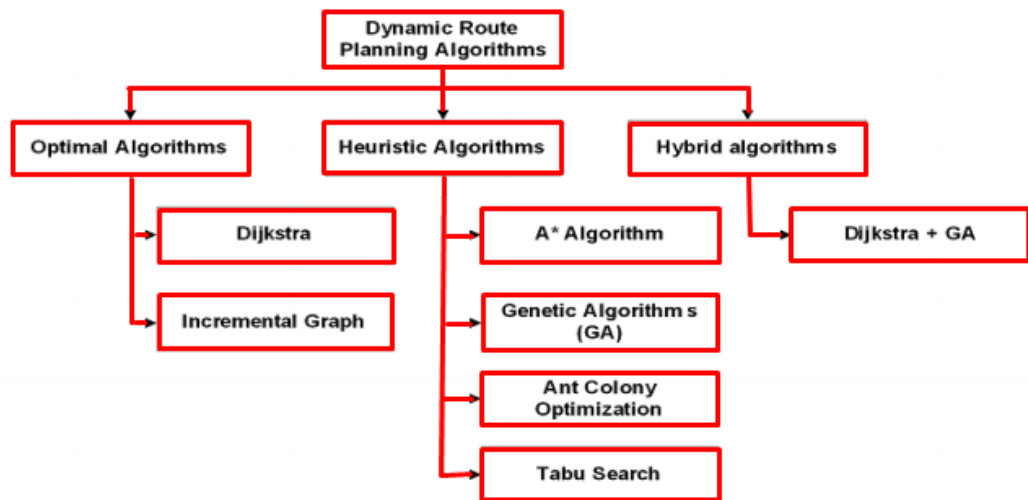 Dynamic Route
Planning Algorithms
Optimal Algorithms
Heuristic Algorithms
Hybrid algorithms
Dijkstra
A* Algorithm
Dijkstra + GA
Incremental Graph
Genetic Algorithms
(GA)
Ant Colony
Optimization
Tabu Search